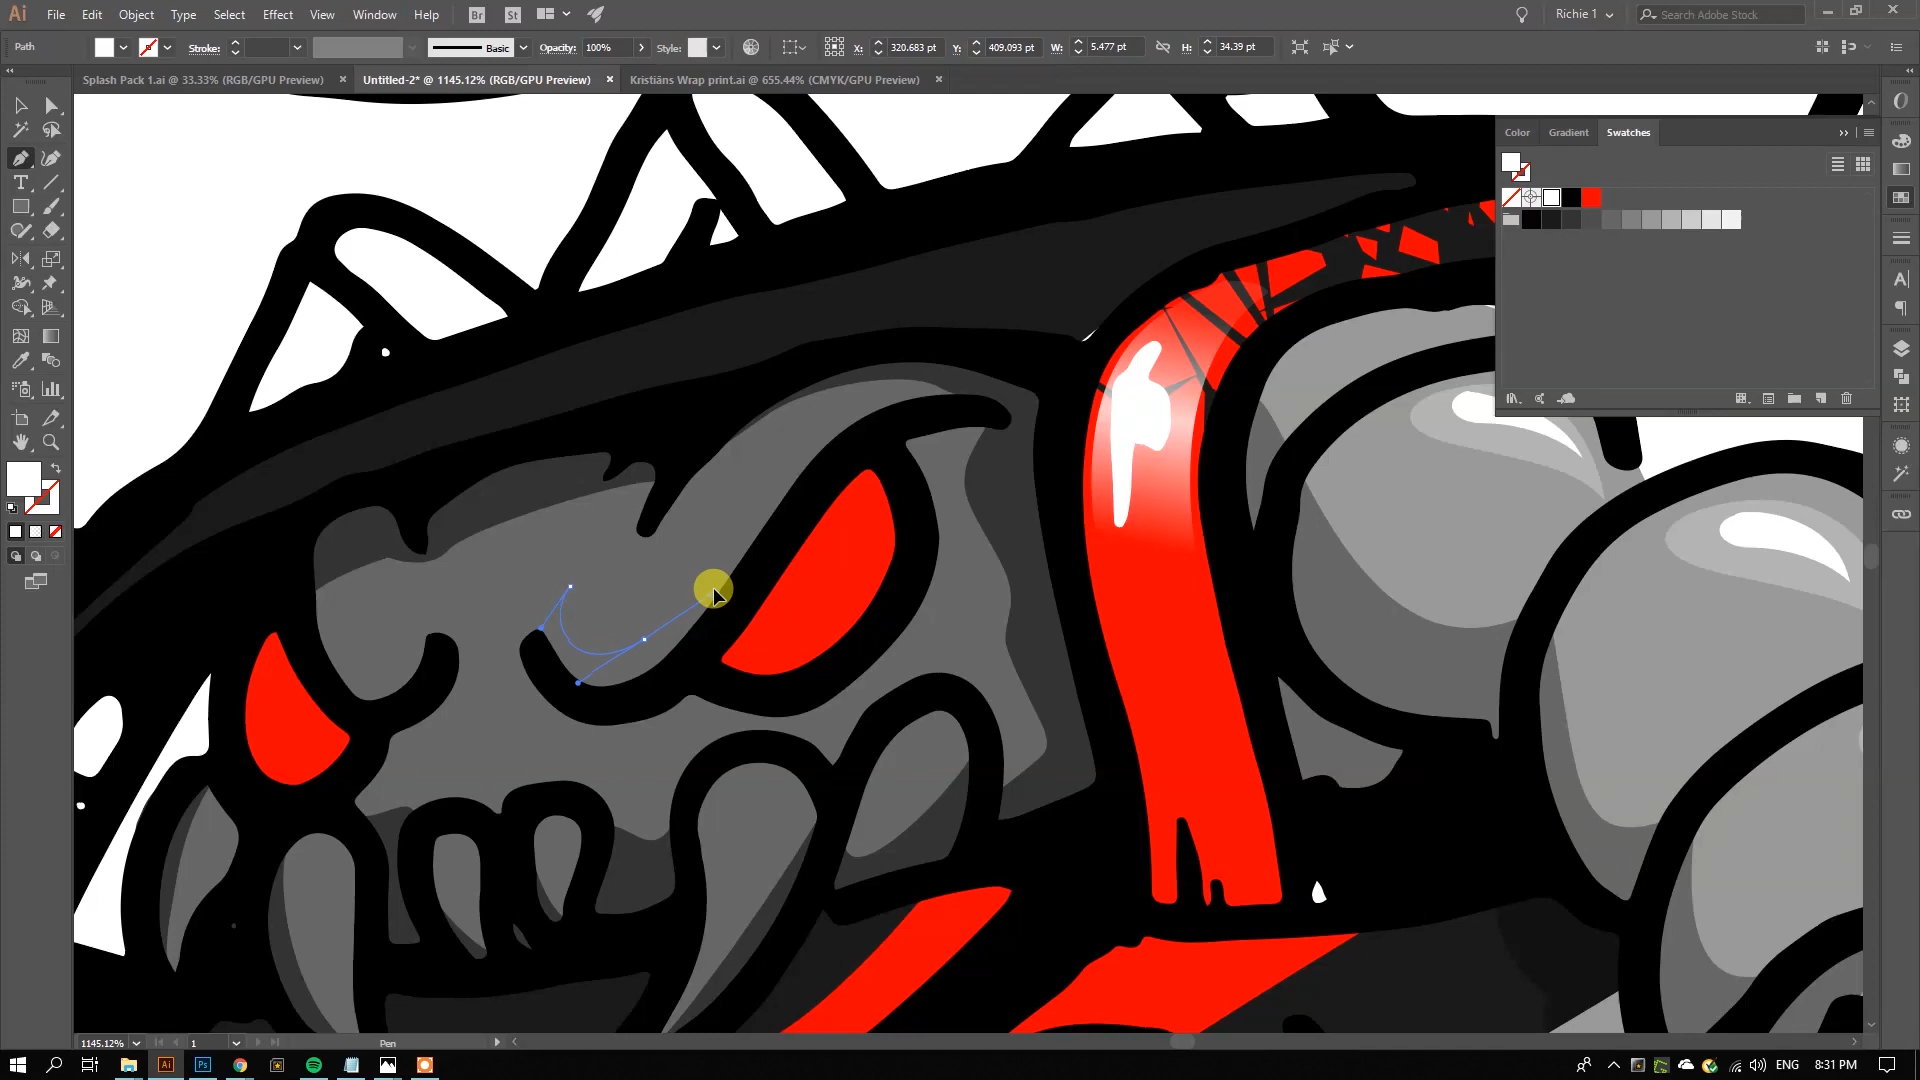 Ai File Edit Object Type Select Effect View Window Help Br St Richie 1 Search Adobe Stock
Path Stroke: Basic Opacity: 100% Style: X: 320.683 pt Y: 409.093 pt W: 5.477 pt H: 34.39 pt
Splash Pack 1.ai @ 33.33% (RGB/GPU Preview) × Untitled-2* @ 1145.12% (RGB/GPU Preview) × Kristiāns Wrap print.ai @ 655.44% (CMYK/GPU Preview) ×
Color Gradient Swatches
1145.12% 1 Pen
Ai Ps ENG 8:31 PM